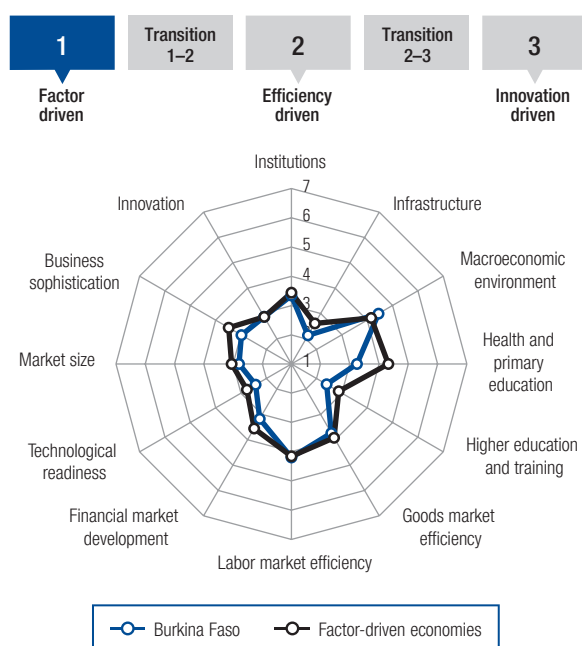 1
Transition
1–2
2
Transition
2–3
3
Factor
driven
Efficiency
driven
Innovation
driven
Institutions
7
Innovation
6
Infrastructure
5
Business
sophistication
4
Macroeconomic
environment
3
Market size
1
Health and
primary
education
Technological
readiness
Higher education
and training
Financial market
development
Goods market
efficiency
Labor market efficiency
Burkina Faso
Factor-driven economies